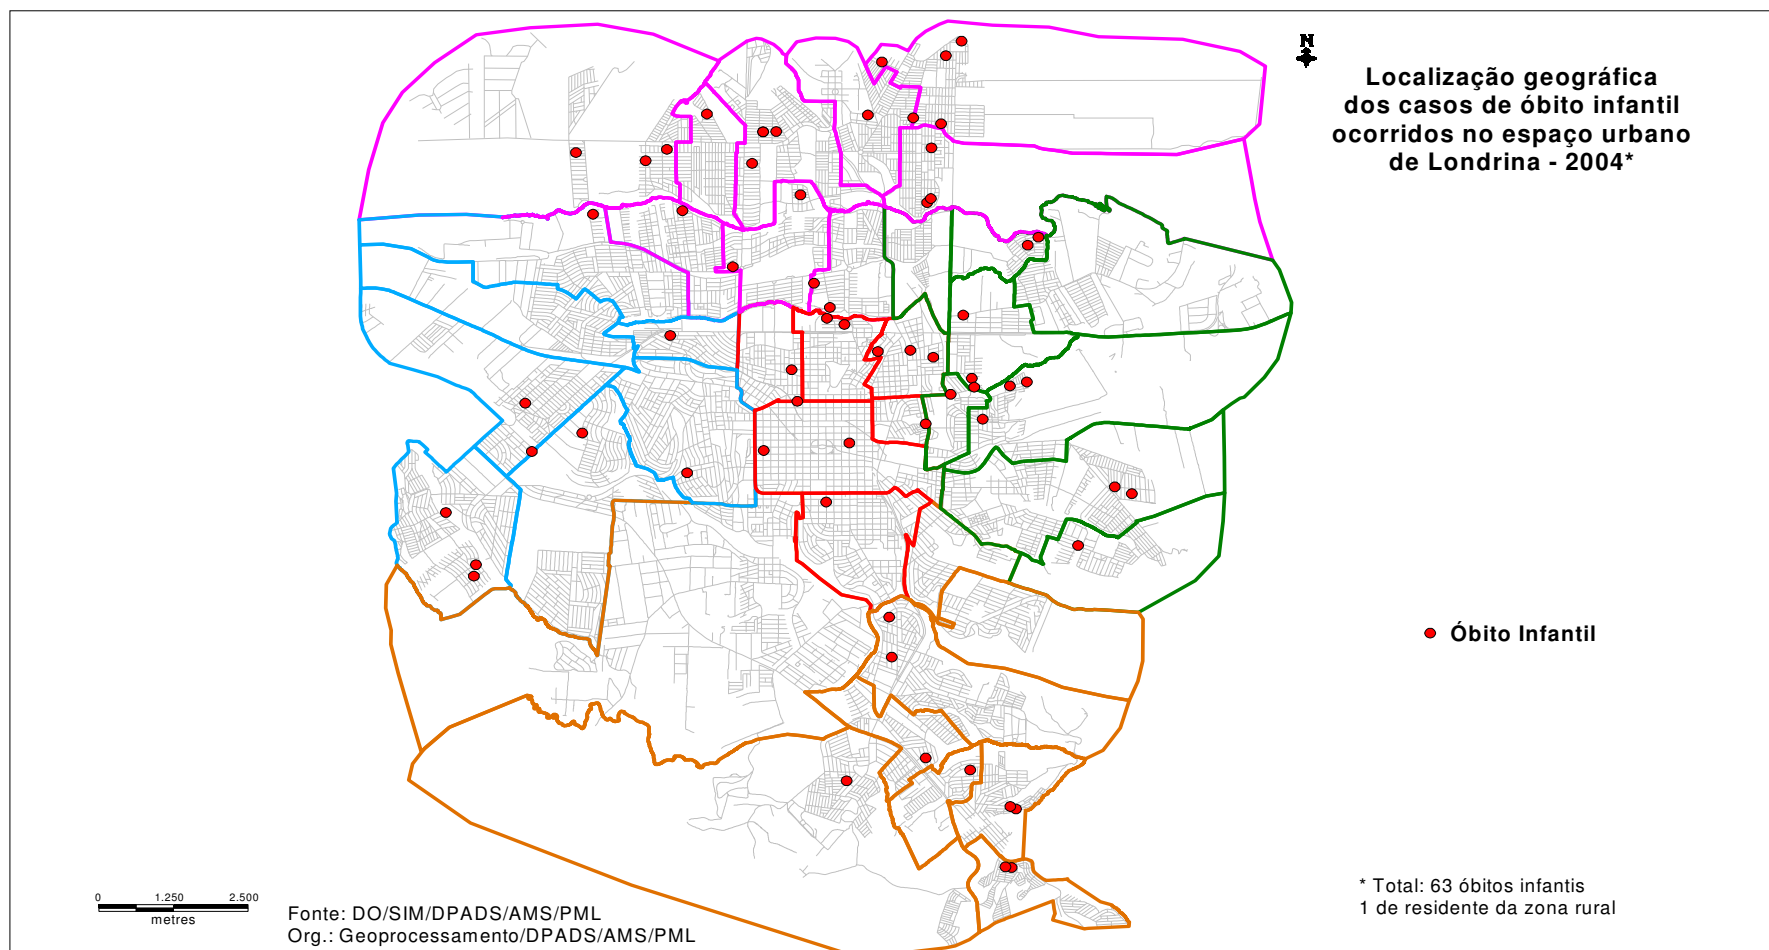 N
Localização geográfica
dos casos de óbito infantil
ocorridos no espaço urbano
de Londrina - 2004*
Óbito Infantil
* Total: 63 óbitos infantis
1 de residente da zona rural
0 1.250 2.500
metres
Fonte: DO/SIM/DPADS/AMS/PML
Org.: Geoprocessamento/DPADS/AMS/PML